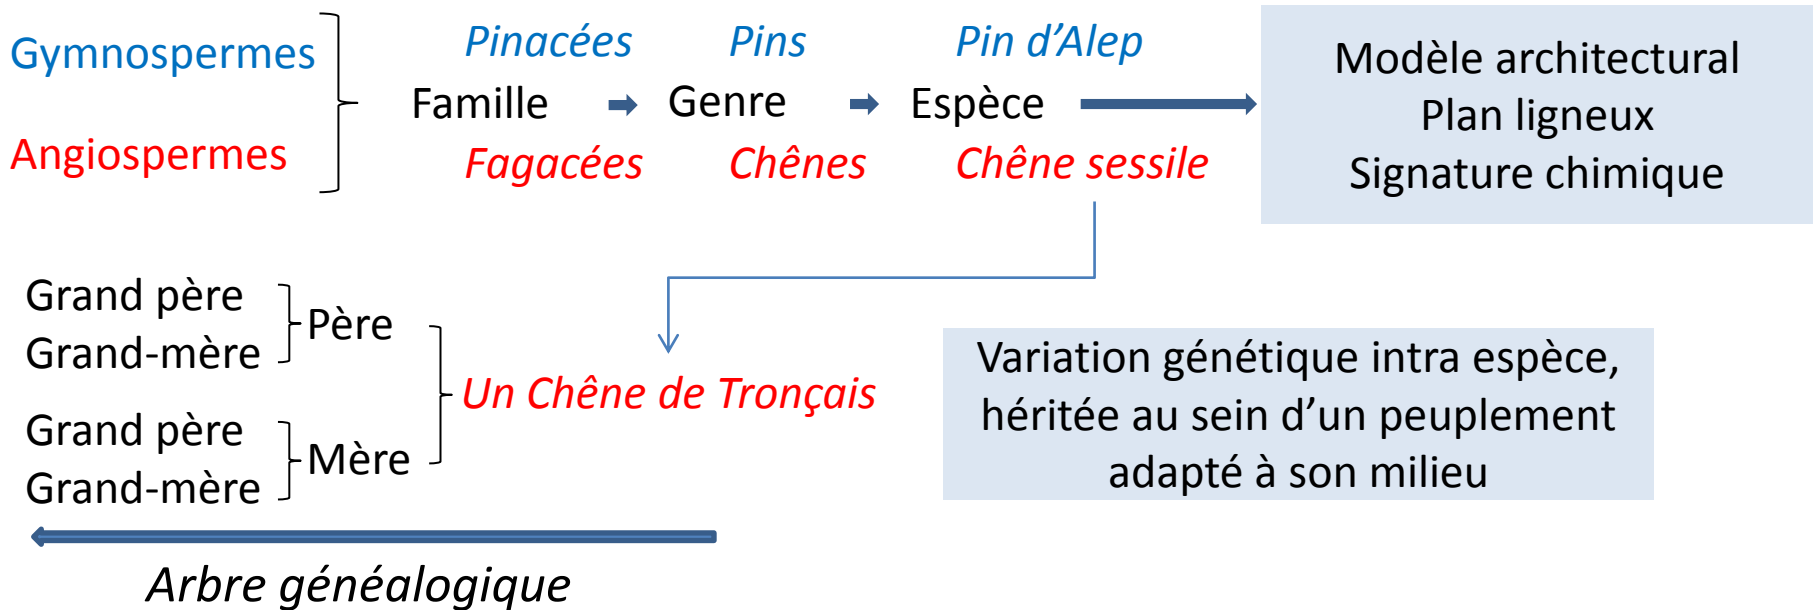 Gymnospermes
Angiospermes
Pinacées
Pins
Pin d’Alep
Famille
Genre
Espèce
Fagacées
Chênes
Chêne sessile
Modèle architectural
Plan ligneux
Signature chimique
Grand père
Grand-mère
Père
Grand père
Grand-mère
Mère
Un Chêne de Tronçais
Variation génétique intra espèce,
héritée au sein d’un peuplement
adapté à son milieu
Arbre généalogique